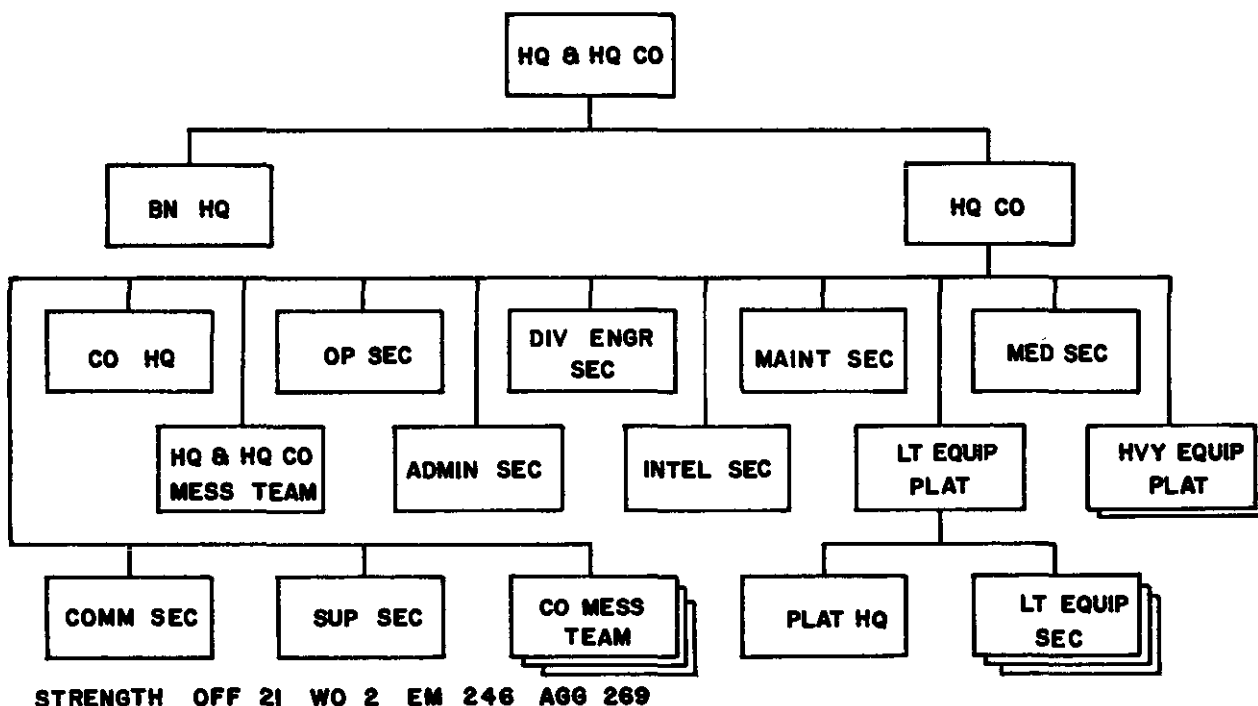 HQ & HQ CO
BN HQ
HQ CO
CO HQ
OP SEC
DIV ENGR
SEC
MAINT SEC
MED SEC
HQ & HQ CO
MESS TEAM
ADMIN SEC
INTEL SEC
LT EQUIP
PLAT
HVY EQUIP
PLAT
COMM SEC
SUP SEC
CO MESS
TEAM
PLAT HQ
LT EQUIP
SEC
STRENGTH OFF 21 WO 2 EM 246 AGG 269